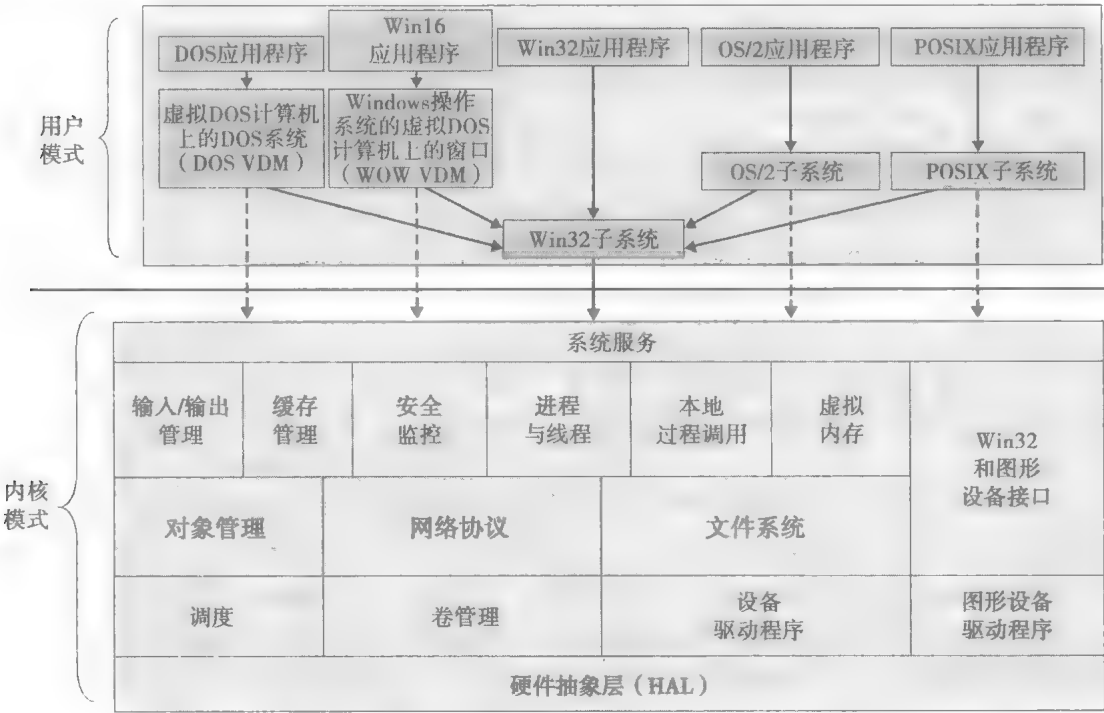 DOS应用程序
Win16
应用程序
Win32应用程序
OS/2应用程序
POSIX应用程序
用户
模式
虚拟DOS计算机
上的DOS系统
(DOS VDM)
Windows操作
系统的虚拟DOS
计算机上的窗口
(WOW VDM)
OS/2子系统
POSIX子系统
Win32子系统
内核
模式
系统服务
输入/输出
管理
缓存
管理
安全
监控
进程
与线程
本地
过程调用
虚拟
内存
Win32
和图形
设备接口
对象管理
网络协议
文件系统
调度
卷管理
设备
驱动程序
图形设备
驱动程序
硬件抽象层(HAL)